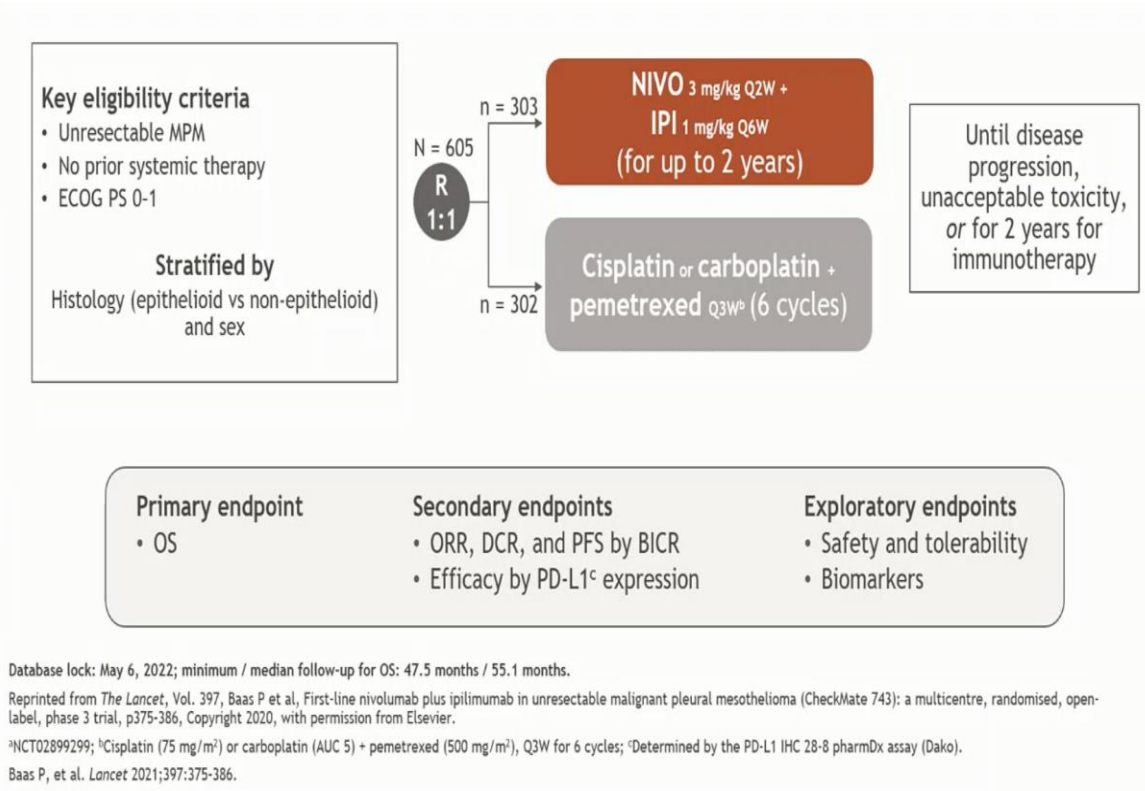 Key eligibility criteria
• Unresectable MPM
• No prior systemic therapy
• ECOG PS 0-1
Stratified by
Histology (epithelioid vs non-epithelioid)
and sex
N = 605
R
1:1
n = 303
n = 302
NIVO 3 mg/kg Q2W +
IPI 1 mg/kg Q6W
(for up to 2 years)
Cisplatin or carboplatin +
pemetrexed Q3Wᵇ (6 cycles)
Until disease
progression,
unacceptable toxicity,
or for 2 years for
immunotherapy
Primary endpoint
• OS
Secondary endpoints
• ORR, DCR, and PFS by BICR
• Efficacy by PD-L1ᶜ expression
Exploratory endpoints
• Safety and tolerability
• Biomarkers
Database lock: May 6, 2022; minimum / median follow-up for OS: 47.5 months / 55.1 months.
Reprinted from The Lancet, Vol. 397, Baas P et al, First-line nivolumab plus ipilimumab in unresectable malignant pleural mesothelioma (CheckMate 743): a multicentre, randomised, open-
label, phase 3 trial, p375-386, Copyright 2020, with permission from Elsevier.
ᵃNCT02899299; ᵇCisplatin (75 mg/m²) or carboplatin (AUC 5) + pemetrexed (500 mg/m²), Q3W for 6 cycles; ᶜDetermined by the PD-L1 IHC 28-8 pharmDx assay (Dako).
Baas P, et al. Lancet 2021;397:375-386.